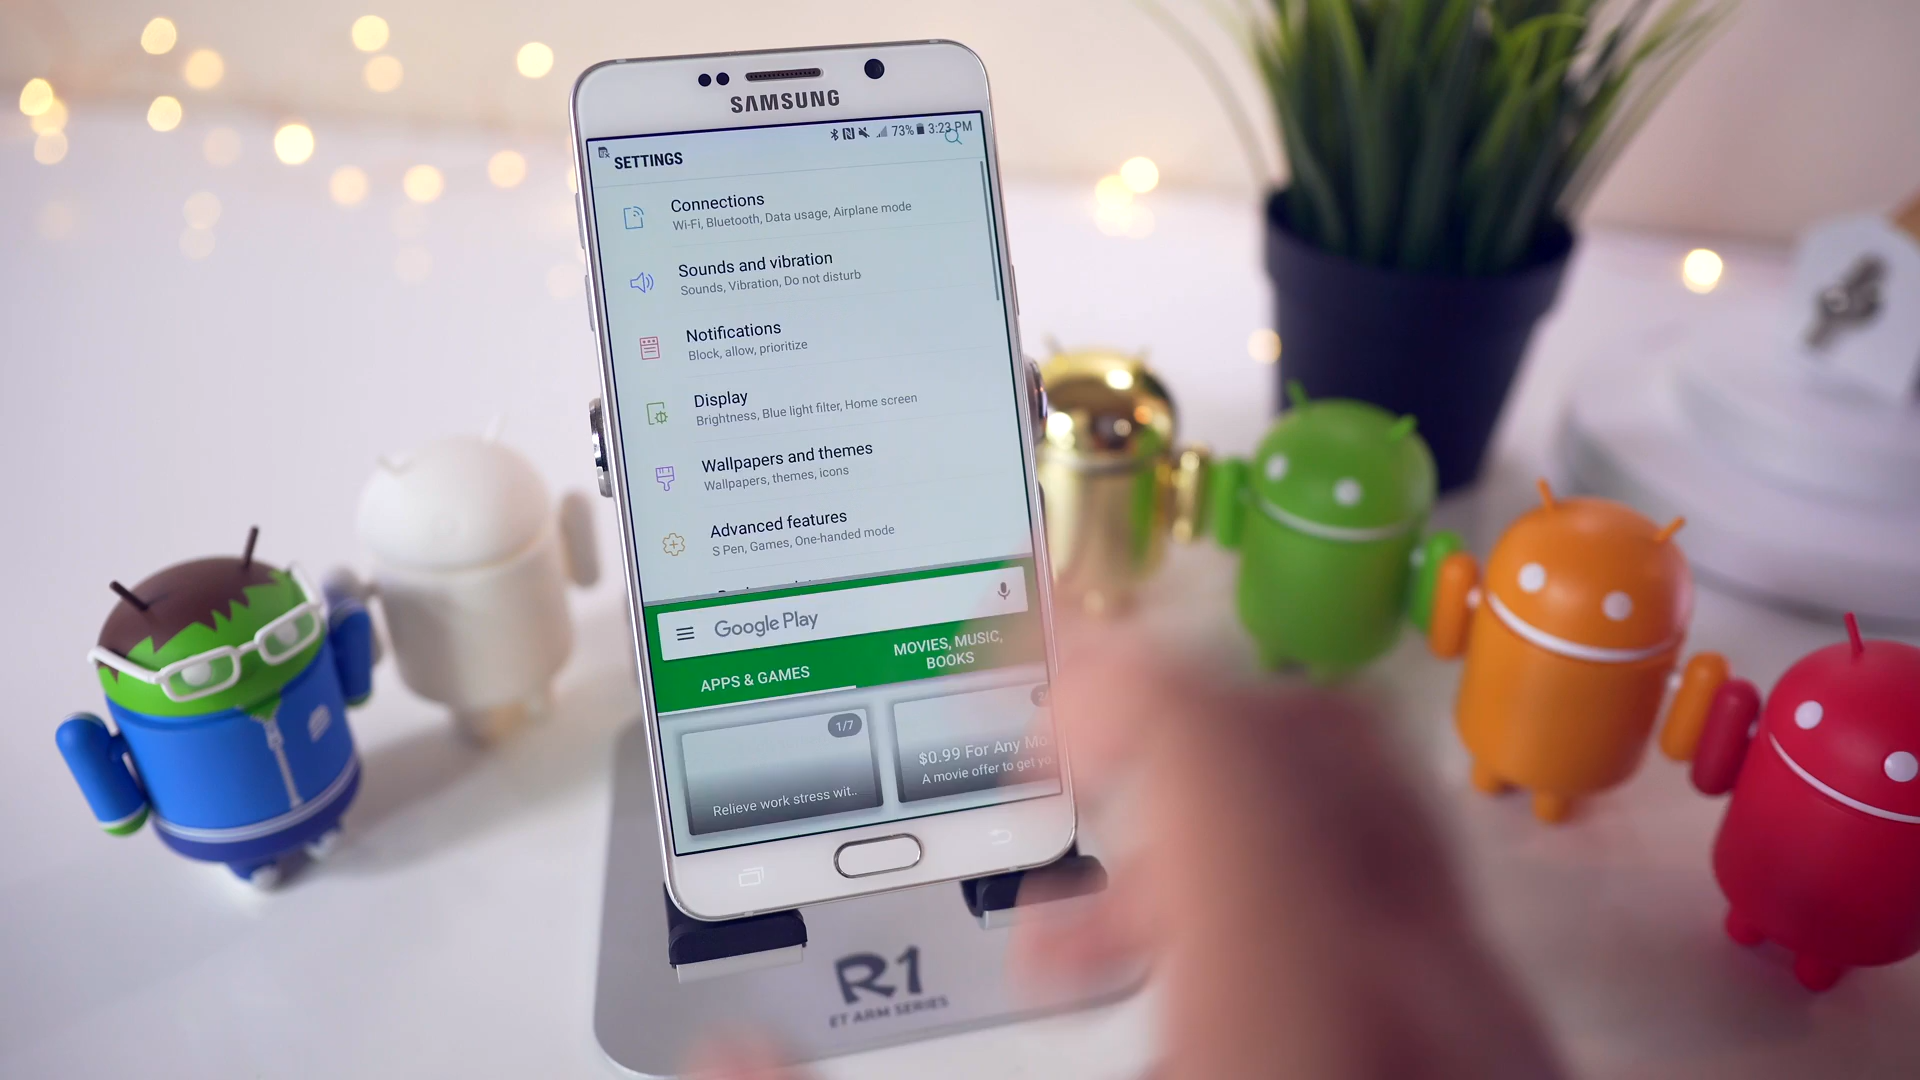 SAMSUNG
73% 3:23 PM
SETTINGS
Connections
Wi-Fi, Bluetooth, Data usage, Airplane mode
Sounds and vibration
Sounds, Vibration, Do not disturb
Notifications
Block, allow, prioritize
Display
Brightness, Blue light filter, Home screen
Wallpapers and themes
Wallpapers, themes, icons
Advanced features
S Pen, Games, One-handed mode
Google Play
APPS & GAMES
MOVIES, MUSIC,
BOOKS
1/7
Relieve work stress wit..
$0.99 For Any Mo
A movie offer to get yo
R1
ET ARM SERIES